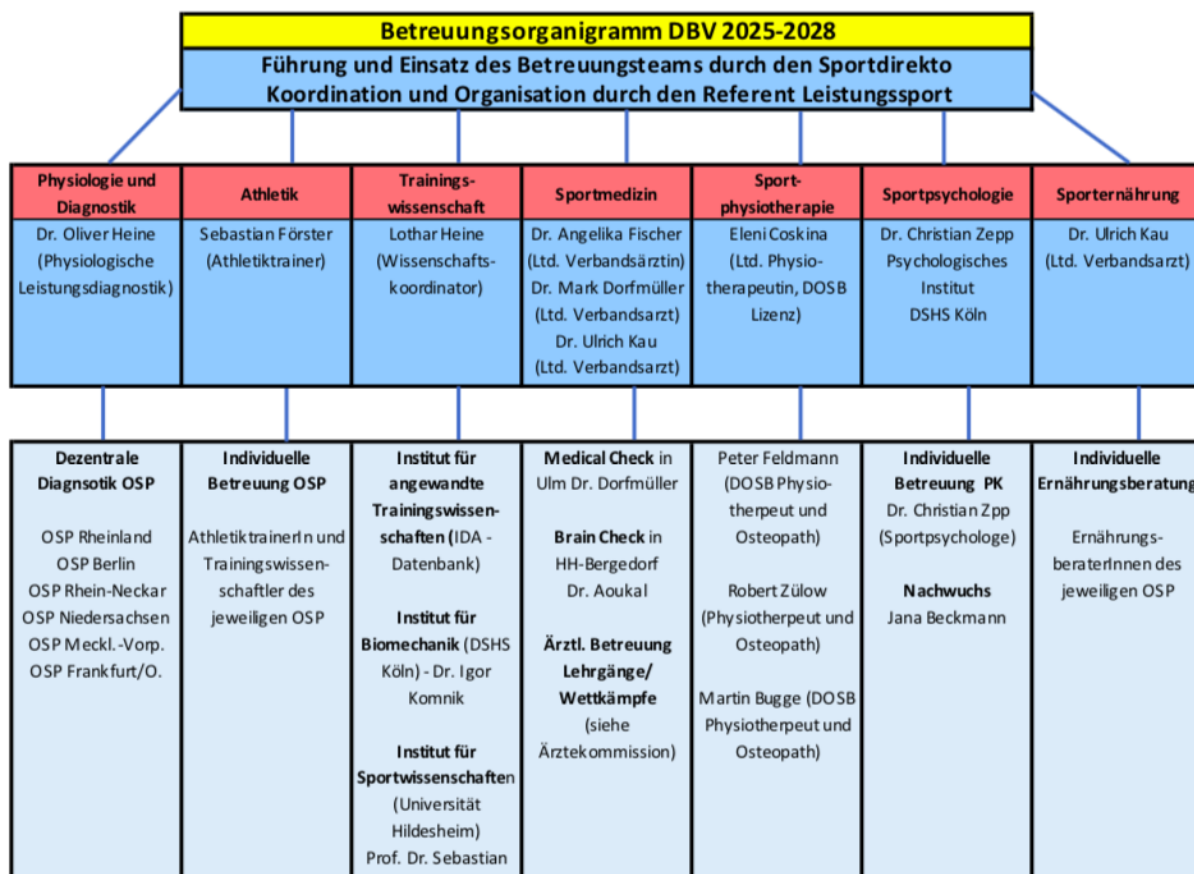 Betreuungsorganigramm DBV 2025-2028
Führung und Einsatz des Betreuungsteams durch den Sportdirekto
Koordination und Organisation durch den Referent Leistungssport
Physiologie und
Diagnostik
Dr. Oliver Heine
(Physiologische
Leistungsdiagnostik)
Athletik
Sebastian Förster
(Athletiktrainer)
Trainings-
wissenschaft
Lothar Heine
(Wissenschafts-
koordinator)
Sportmedizin
Dr. Angelika Fischer
(Ltd. Verbandsärztin)
Dr. Mark Dorfmüller
(Ltd. Verbandsarzt)
Dr. Ulrich Kau
(Ltd. Verbandsarzt)
Sport-
physiotherapie
Eleni Coskina
(Ltd. Physio-
therapeutin, DOSB
Lizenz)
Sportpsychologie
Dr. Christian Zepp
Psychologisches
Institut
DSHS Köln
Sporternährung
Dr. Ulrich Kau
(Ltd. Verbandsarzt)
Dezentrale
Diagnsotik OSP
OSP Rheinland
OSP Berlin
OSP Rhein-Neckar
OSP Niedersachsen
OSP Meckl.-Vorp.
OSP Frankfurt/O.
Individuelle
Betreuung OSP
AthletiktrainerIn und
Trainingswissen-
schaftler des
jeweiligen OSP
Institut für
angewandte
Trainingswissen-
schaften (IDA -
Datenbank)
Institut für
Biomechanik (DSHS
Köln) - Dr. Igor
Komnik
Institut für
Sportwissenschaften
(Universität
Hildesheim)
Prof. Dr. Sebastian
Medical Check in
Ulm Dr. Dorfmüller
Brain Check in
HH-Bergedorf
Dr. Aoukal
Ärztl. Betreuung
Lehrgänge/
Wettkämpfe
(siehe
Ärztekommission)
Peter Feldmann
(DOSB Physio-
therpeut und
Osteopath)
Robert Zülow
(Physiotherpeut und
Osteopath)
Martin Bugge (DOSB
Physiotherpeut und
Osteopath)
Individuelle
Betreuung PK
Dr. Christian Zpp
(Sportpsychologe)
Nachwuchs
Jana Beckmann
Individuelle
Ernährungsberatung
Ernährungs-
beraterInnen des
jeweiligen OSP